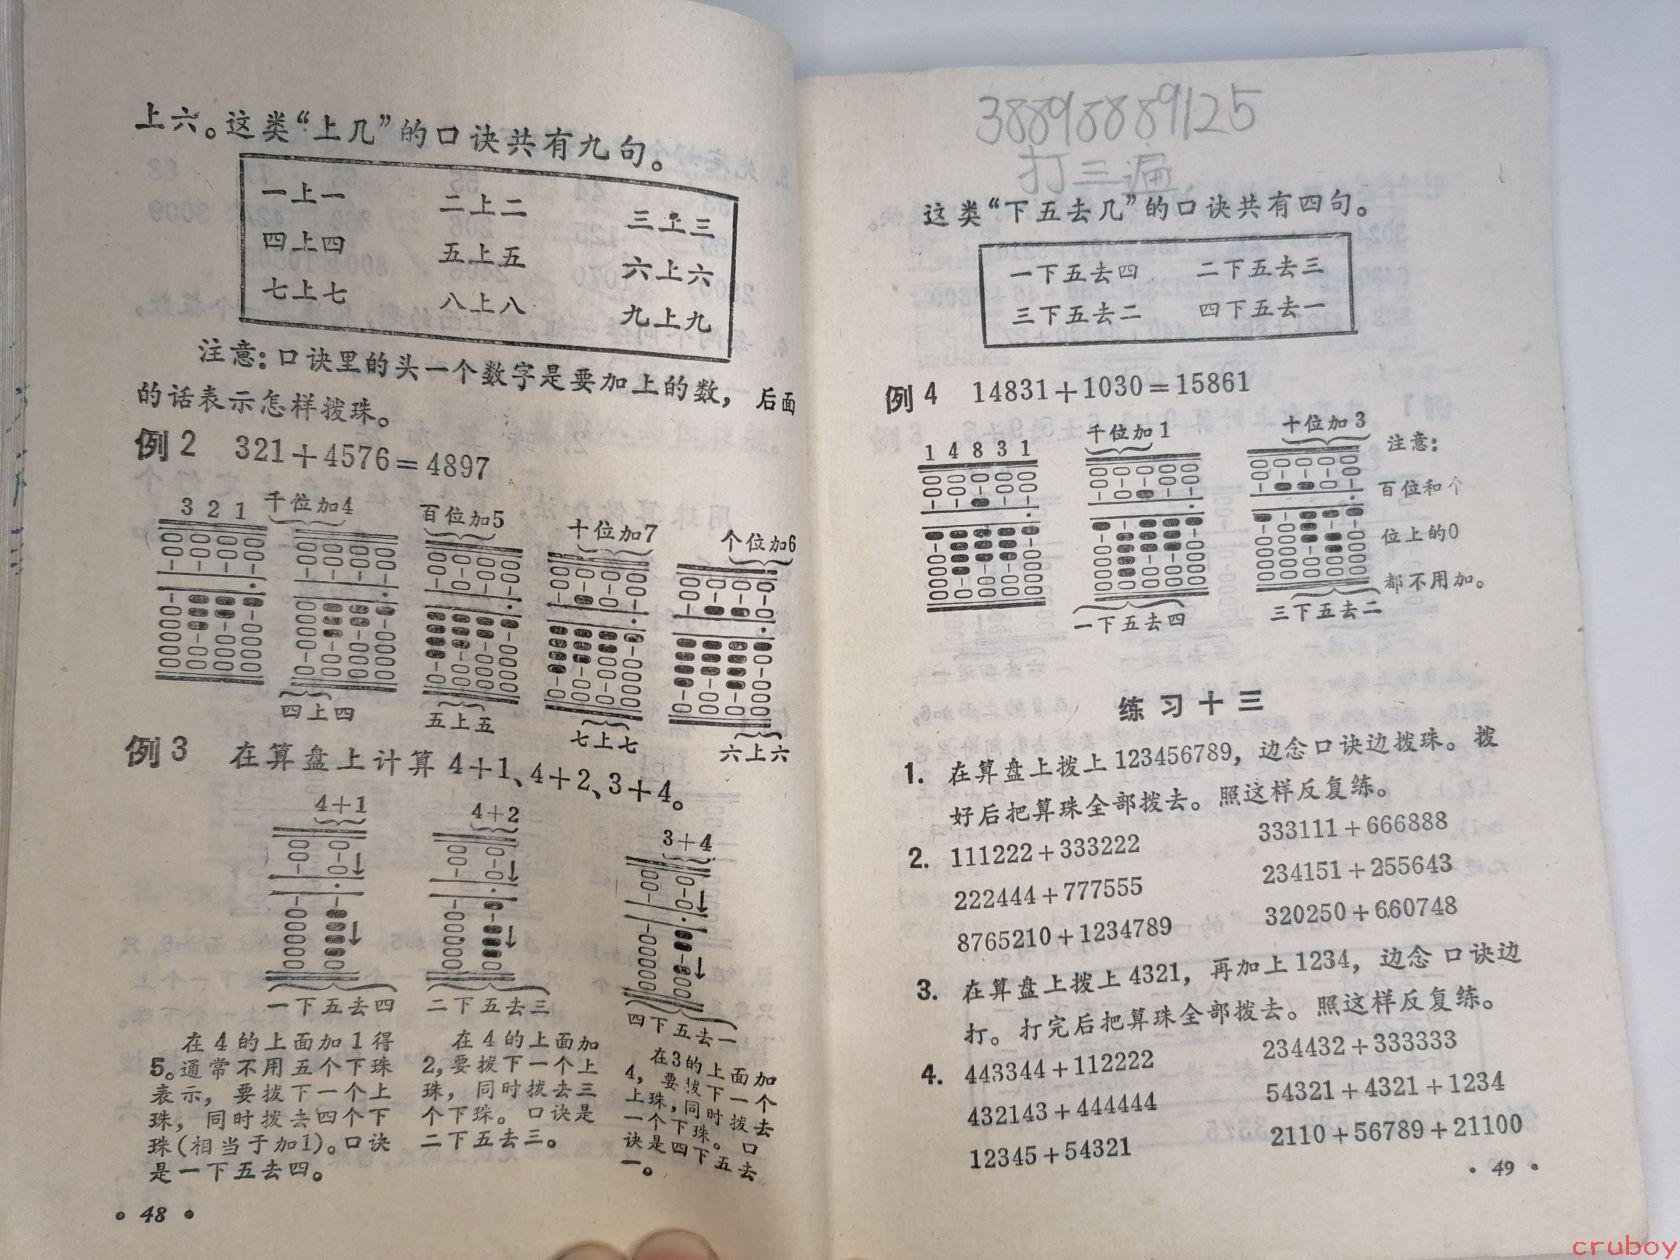 上六。这类“上几”的口诀共有九句。
一上一 二上二 三上三
四上四 五上五 六上六
七上七 八上八 九上九
注意：口诀里的头一个数字是要加上的数，后面
的话表示怎样拨珠。
例2 321+4576=4897
321 千位加4 百位加5 十位加7 个位加6
四上四 五上五 七上七 六上六
例3 在算盘上计算4+1、4+2、3+4。
4+1 4+2 3+4
一下五去四 二下五去三 四下五去一
在4的上面加1得
5。通常不用五个下珠
表示，要拨下一个上
珠，同时拨去四个下
珠(相当于加1)。口诀
是一下五去四。
在4的上面加
2，要拨下一个上
珠，同时拨去三
个下珠。口诀是
二下五去三。
在3的上面加
4，要拨下一个
上珠，同时拨去
一个下珠。口
诀是四下五去
一。
• 48 •
38898889125
打三遍
这类“下五去几”的口诀共有四句。
一下五去四 二下五去三
三下五去二 四下五去一
例4 14831+1030=15861
14831 千位加1 十位加3 注意：
百位和个
位上的0
都不用加。
一下五去四 三下五去二
练习十三
1. 在算盘上拨上123456789，边念口诀边拨珠。拨
好后把算珠全部拨去。照这样反复练。
2. 111222+333222 333111+666888
222444+777555 234151+255643
8765210+1234789 320250+660748
3. 在算盘上拨上4321，再加上1234，边念口诀边
打。打完后把算珠全部拨去。照这样反复练。
4. 443344+112222 234432+333333
432143+444444 54321+4321+1234
12345+54321 2110+56789+21100
• 49 •
cruboy